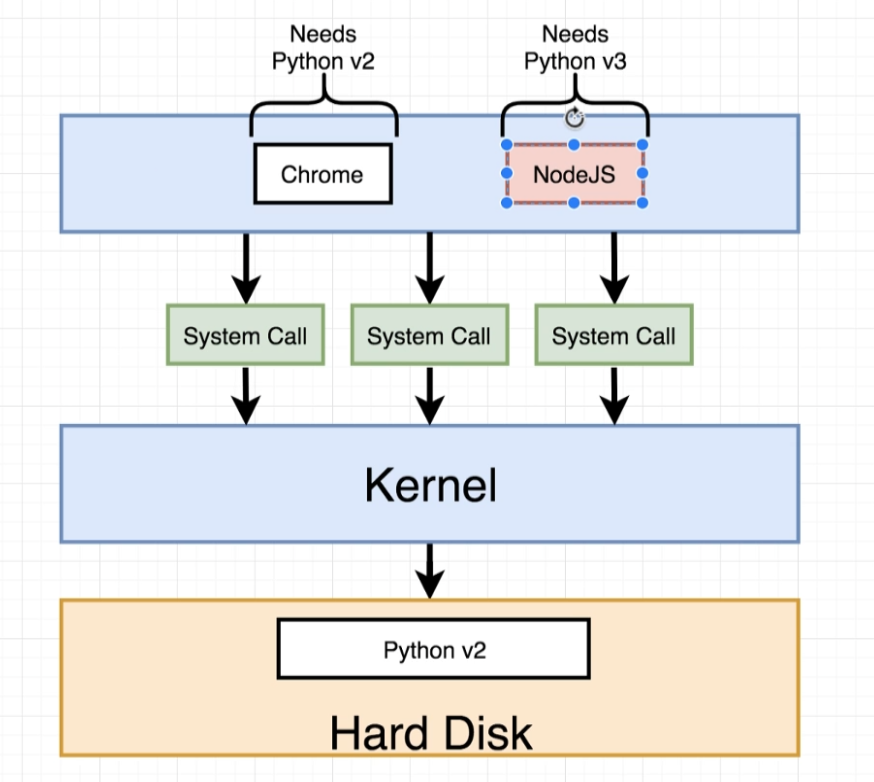 Needs
Python v2
Needs
Python v3
Chrome
NodeJS
System Call
System Call
System Call
Kernel
Python v2
Hard Disk